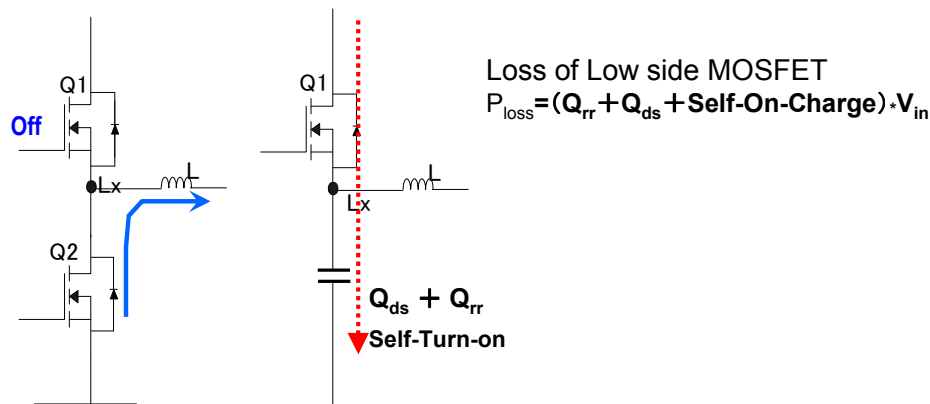 Q1
Off
Lx
L
Q2
Q1
L
Lx
Qds + Qrr
Self-Turn-on
Loss of Low side MOSFET
Ploss=(Qrr+Qds+Self-On-Charge)*Vin